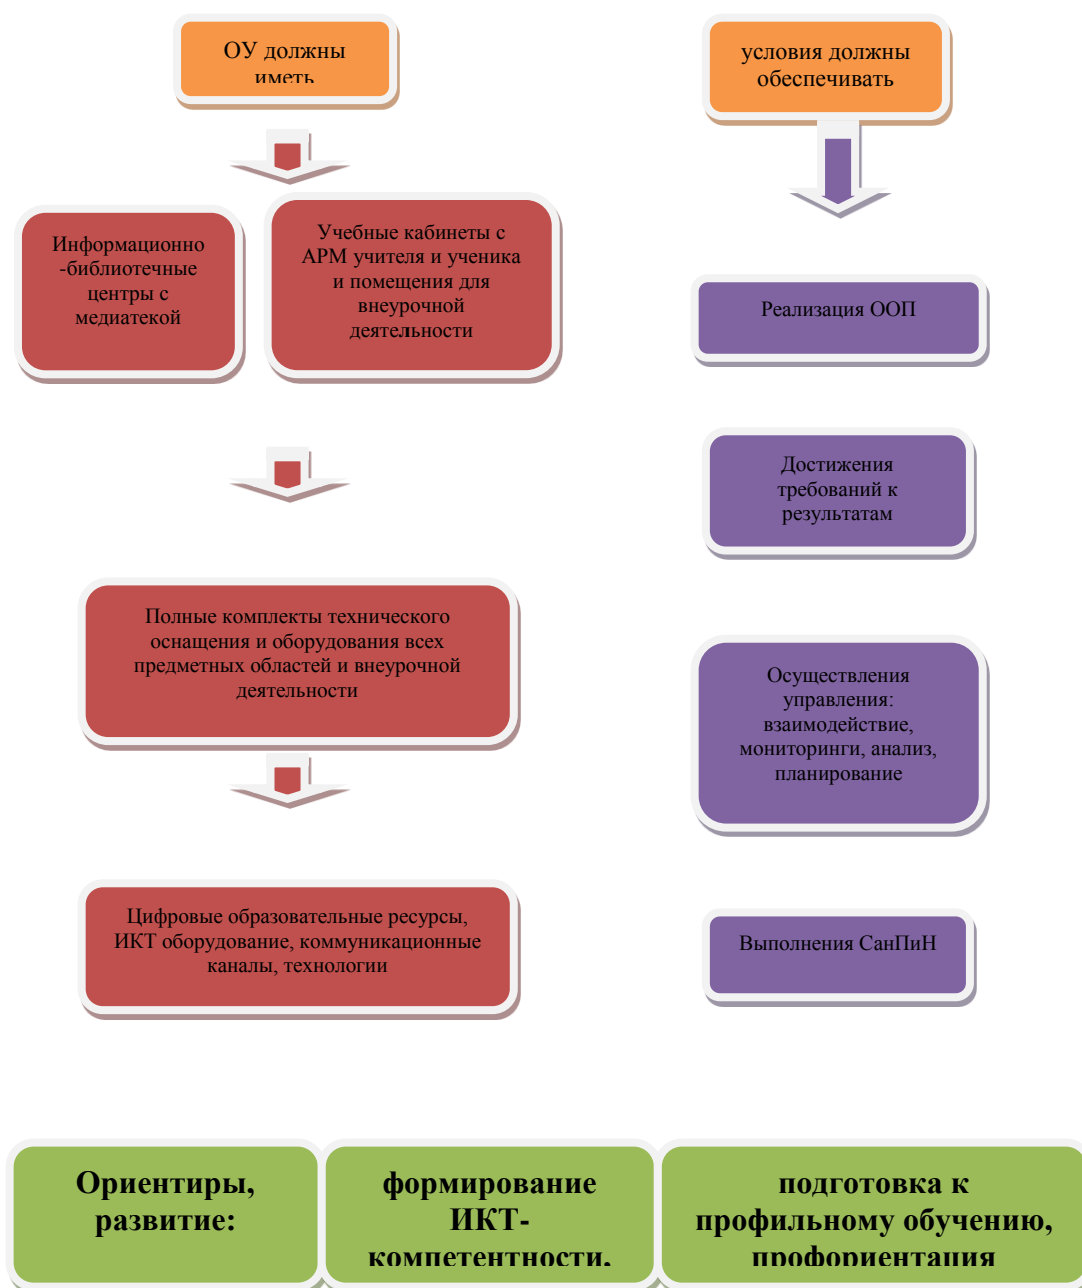 ОУ должны
иметь
условия должны
обеспечивать
Информационно
-библиотечные
центры с
медиатекой
Учебные кабинеты с
АРМ учителя и ученика
и помещения для
внеурочной
деятельности
Реализация ООП
Достижения
требований к
результатам
Полные комплекты технического
оснащения и оборудования всех
предметных областей и внеурочной
деятельности
Осуществления
управления:
взаимодействие,
мониторинги, анализ,
планирование
Цифровые образовательные ресурсы,
ИКТ оборудование, коммуникационные
каналы, технологии
Выполнения СанПиН
Ориентиры,
развитие:
формирование
ИКТ-
компетентности,
подготовка к
профильному обучению,
профориентация